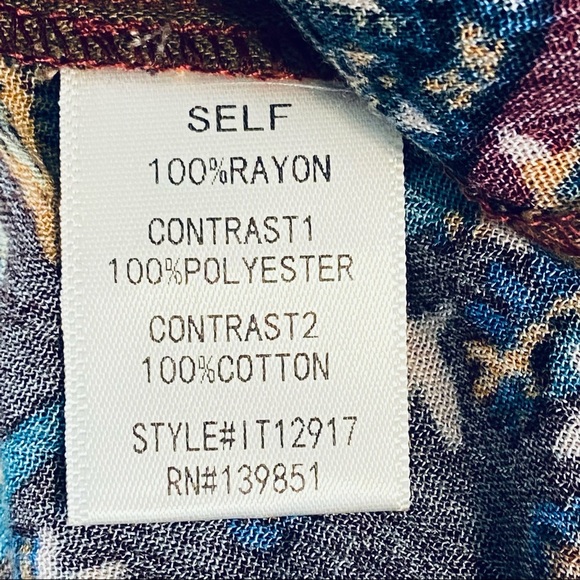 SELF
100%RAYON
CONTRAST1
100%POLYESTER
CONTRAST2
100%COTTON
STYLE#IT12917
RN#139851